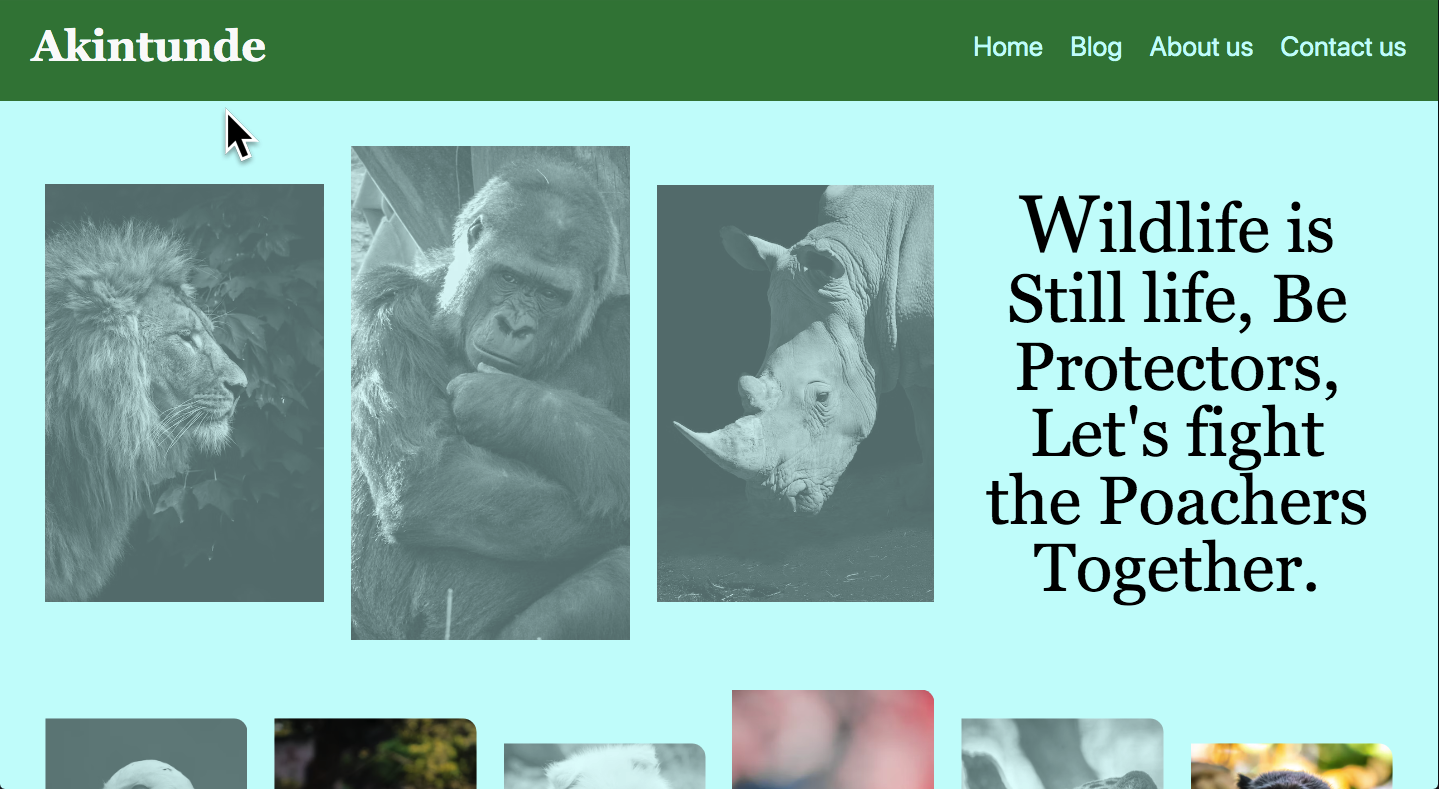 Akintunde
Home Blog About us Contact us
Wildlife is
Still life, Be
Protectors,
Let's fight
the Poachers
Together.